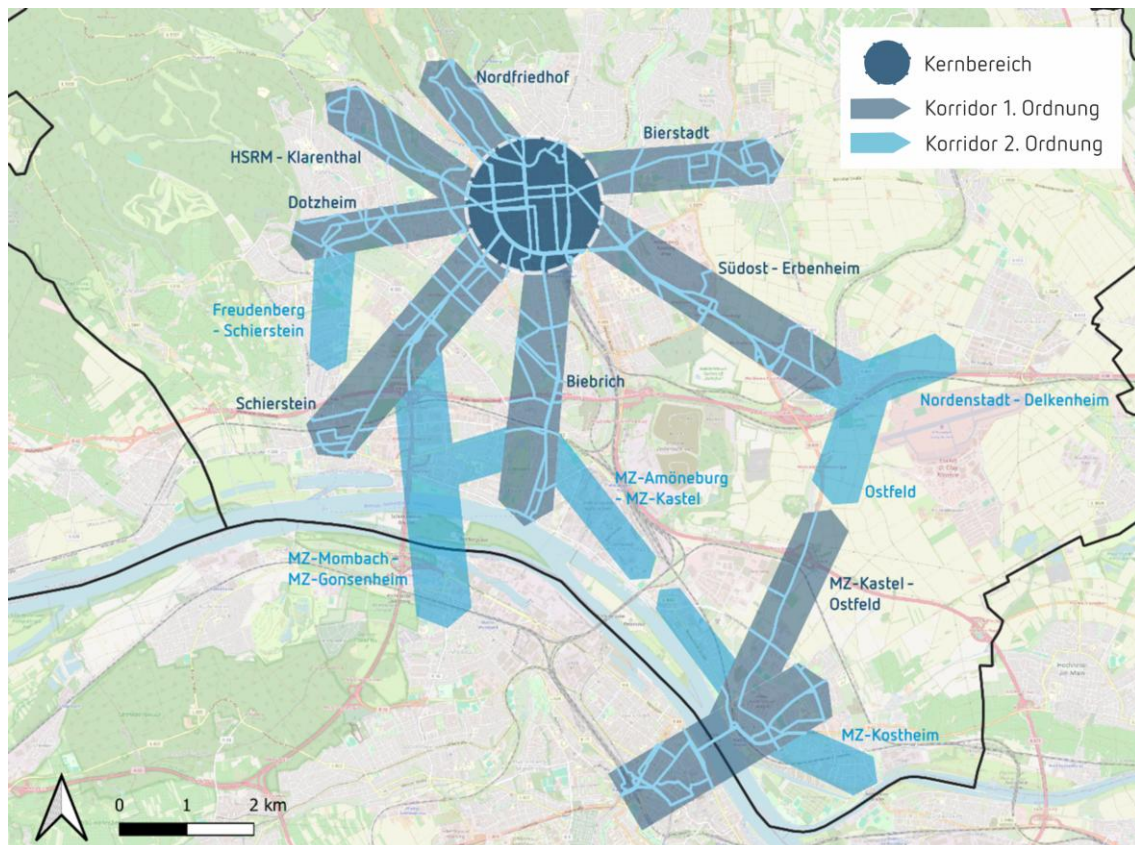 Kernbereich
Korridor 1. Ordnung
Korridor 2. Ordnung
Nordfriedhof
Bierstadt
HSRM - Klarenthal
Dotzheim
Südost - Erbenheim
Freudenberg
- Schierstein
Biebrich
Schierstein
Nordenstadt - Delkenheim
MZ-Amöneburg
- MZ-Kastel
Ostfeld
MZ-Mombach -
MZ-Gonsenheim
MZ-Kastel -
Ostfeld
MZ-Kostheim
0 1 2 km